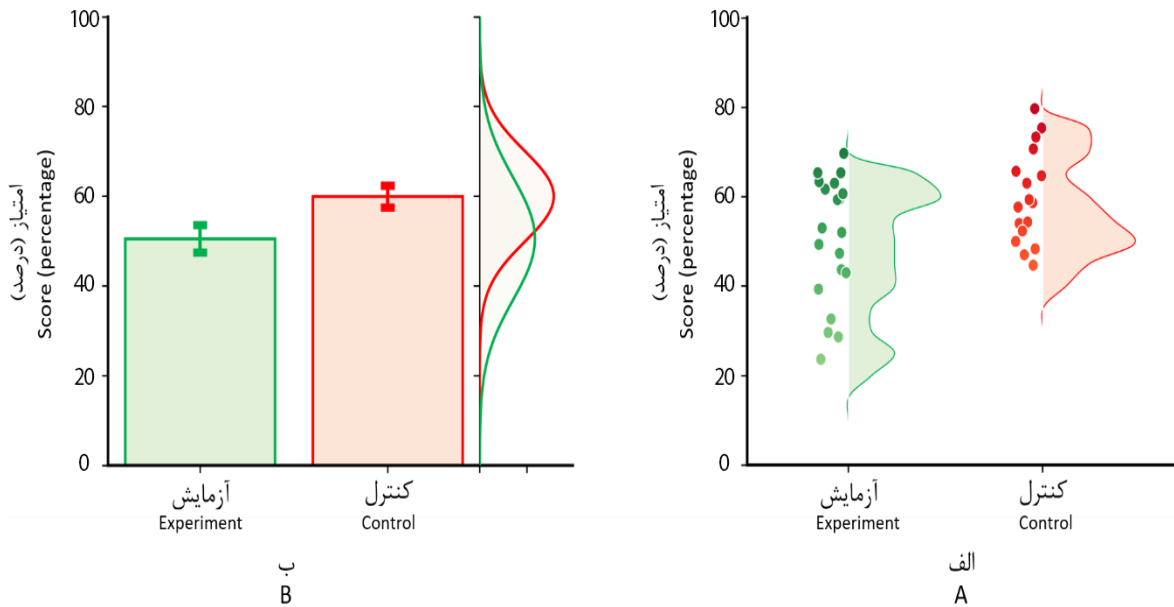 100
80
60
40
20
0
امتیاز (درصد)
Score (percentage)
آزمایش
Experiment
کنترل
Control
ب
B
100
80
60
40
20
0
امتیاز (درصد)
Score (percentage)
آزمایش
Experiment
کنترل
Control
الف
A